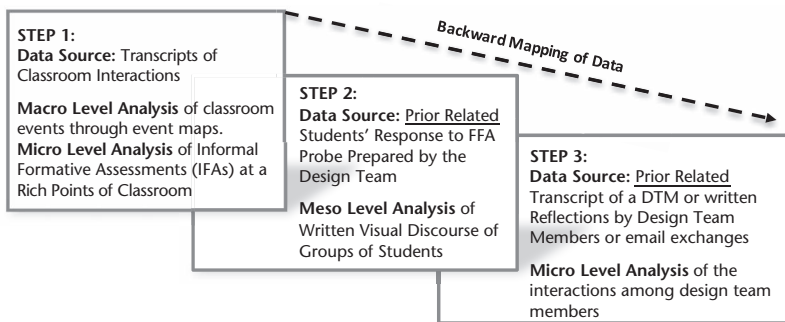 Backward Mapping of Data
STEP 1:
Data Source: Transcripts of
Classroom Interactions
Macro Level Analysis of classroom
events through event maps.
Micro Level Analysis of Informal
Formative Assessments (IFAs) at a
Rich Points of Classroom
STEP 2:
Data Source: Prior Related
Students’ Response to FFA
Probe Prepared by the
Design Team
Meso Level Analysis of
Written Visual Discourse of
Groups of Students
STEP 3:
Data Source: Prior Related
Transcript of a DTM or written
Reflections by Design Team
Members or email exchanges
Micro Level Analysis of the
interactions among design team
members